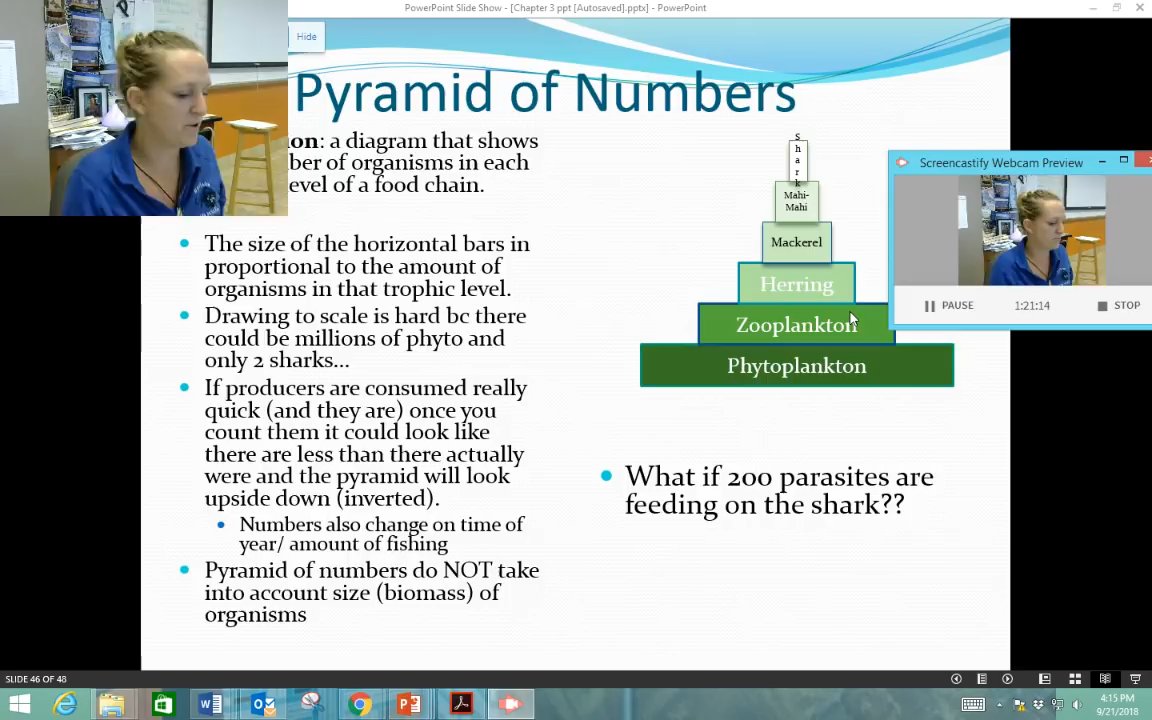 PowerPoint Slide Show - [Chapter 3 ppt [Autosaved].pptx] - PowerPoint
Hide
Pyramid of Numbers
ion: a diagram that shows
ber of organisms in each
evel of a food chain.
The size of the horizontal bars in
proportional to the amount of
organisms in that trophic level.
Drawing to scale is hard bc there
could be millions of phyto and
only 2 sharks...
If producers are consumed really
quick (and they are) once you
count them it could look like
there are less than there actually
were and the pyramid will look
upside down (inverted).
Numbers also change on time of
year/ amount of fishing
Pyramid of numbers do NOT take
into account size (biomass) of
organisms
Shark
Mahi-
Mahi
Mackerel
Herring
Zooplankton
Phytoplankton
What if 200 parasites are
feeding on the shark??
Screencastify Webcam Preview
PAUSE 1:21:14 STOP
SLIDE 46 OF 48
4:15 PM
9/21/2018